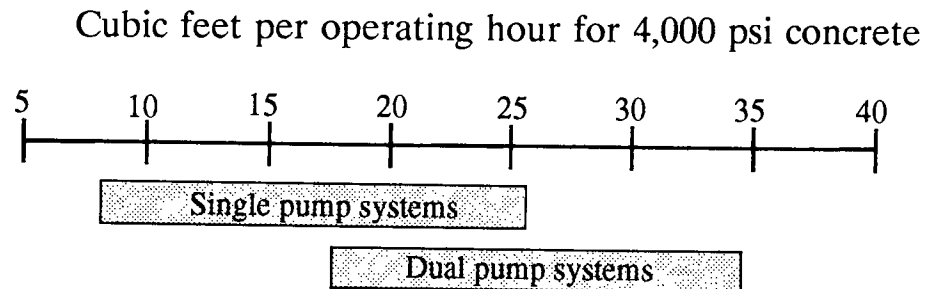 Cubic feet per operating hour for 4,000 psi concrete
5 10 15 20 25 30 35 40
Single pump systems
Dual pump systems